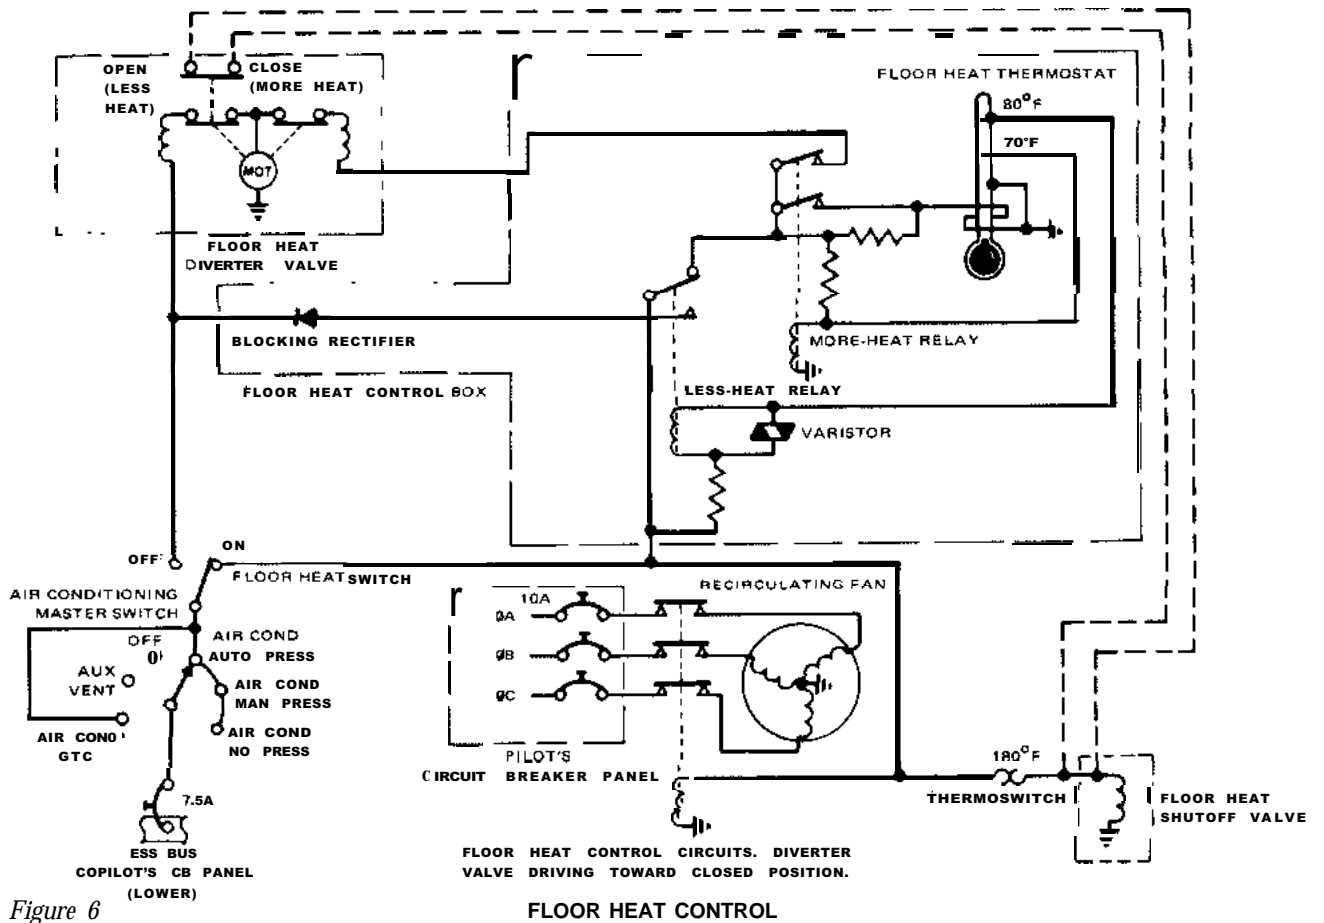 OPEN
(LESS
HEAT)
CLOSE
(MORE HEAT)
MOT
FLOOR HEAT
DIVERTER VALVE
FLOOR HEAT THERMOSTAT
80°F
70°F
BLOCKING RECTIFIER
MORE-HEAT RELAY
FLOOR HEAT CONTROL BOX
LESS-HEAT RELAY
VARISTOR
OFF
ON
FLOOR HEAT SWITCH
AIR CONDITIONING
MASTER SWITCH
OFF
AIR COND
AUTO PRESS
AUX
VENT
AIR COND
MAN PRESS
AIR COND
NO PRESS
AIR COND
GTC
7.5A
ESS BUS
COPILOT'S CB PANEL
(LOWER)
RECIRCULATING FAN
10A
ØA
ØB
ØC
PILOT'S
CIRCUIT BREAKER PANEL
180°F
THERMOSWITCH
FLOOR HEAT
SHUTOFF VALVE
FLOOR HEAT CONTROL CIRCUITS. DIVERTER
VALVE DRIVING TOWARD CLOSED POSITION.
Figure 6
FLOOR HEAT CONTROL